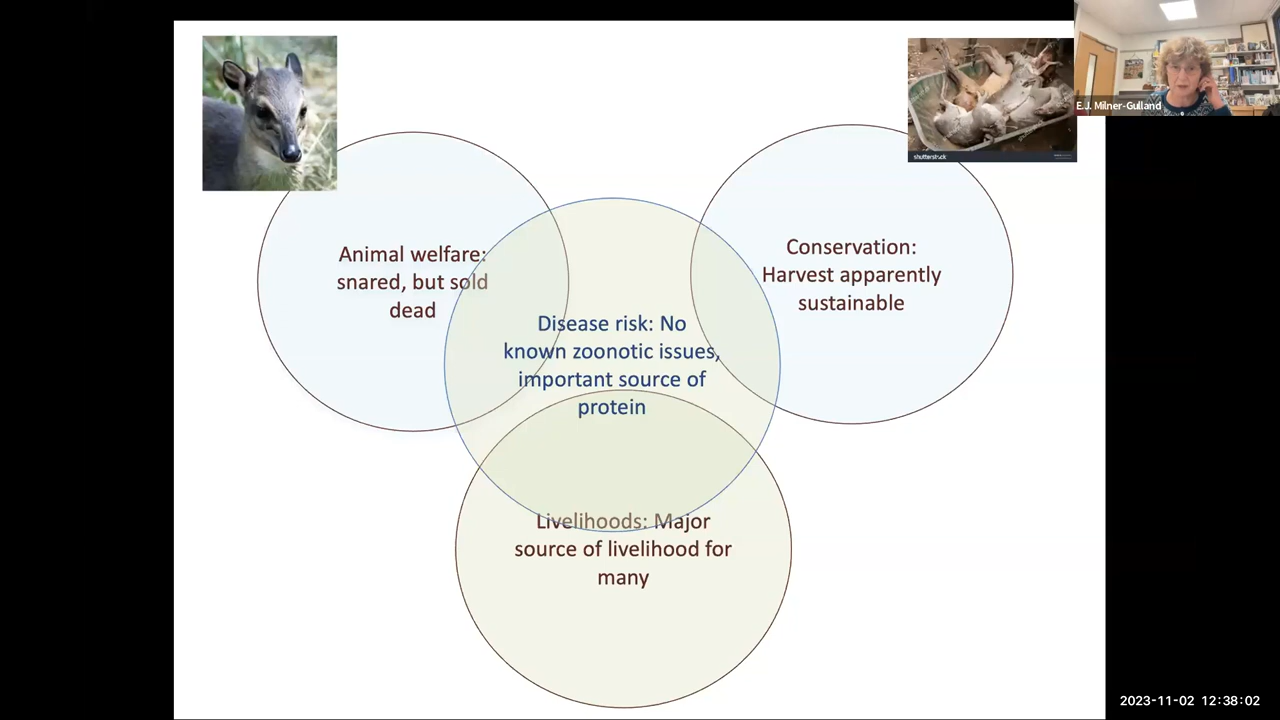 E.J. Milner-Gulland
shutterstock
Animal welfare:
snared, but sold
dead
Conservation:
Harvest apparently
sustainable
Disease risk: No
known zoonotic issues,
important source of
protein
Livelihoods: Major
source of livelihood for
many
2023-11-02 12:38:02